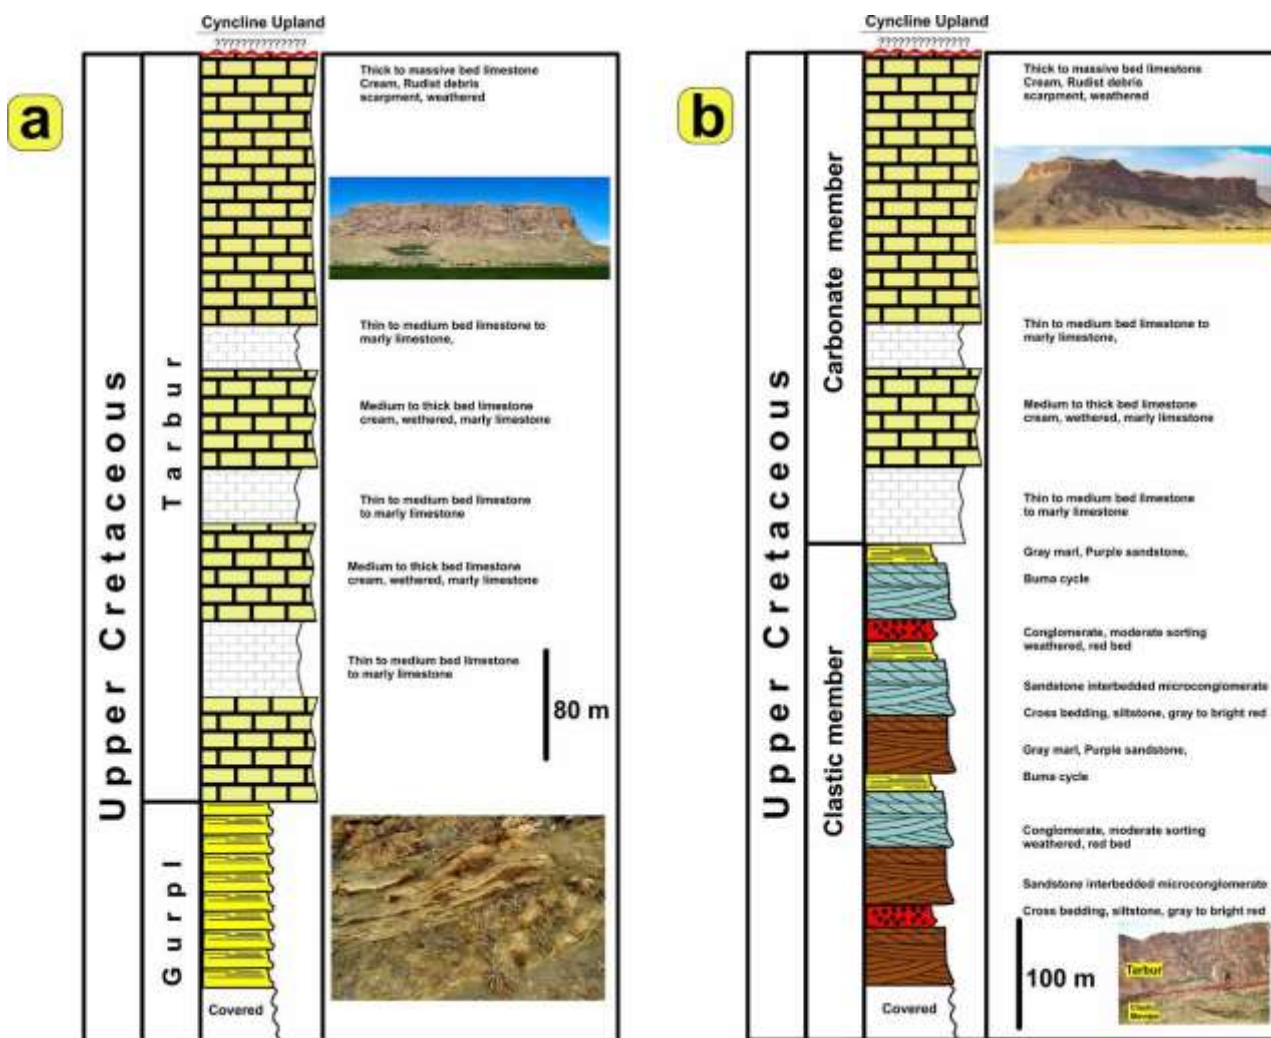 Cyncline Upland
??????????????
a
Upper Cretaceous
Tarbur
GurpI
Thick to massive bed limestone
Cream, Rudist debris
scarpment, weathered
Thin to medium bed limestone to
marly limestone,
Medium to thick bed limestone
cream, wethered, marly limestone
Thin to medium bed limestone
to marly limestone
Medium to thick bed limestone
cream, wethered, marly limestone
Thin to medium bed limestone
to marly limestone
80 m
Covered
Cyncline Upland
??????????????
b
Upper Cretaceous
Carbonate member
Clastic member
Thick to massive bed limestone
Cream, Rudist debris
scarpment, weathered
Thin to medium bed limestone to
marly limestone,
Medium to thick bed limestone
cream, wethered, marly limestone
Thin to medium bed limestone
to marly limestone
Gray marl, Purple sandstone,
Buma cycle
Conglomerate, moderate sorting
weathered, red bed
Sandstone interbedded microconglomerate
Cross bedding, siltstone, gray to bright red
Gray marl, Purple sandstone,
Buma cycle
Conglomerate, moderate sorting
weathered, red bed
Sandstone interbedded microconglomerate
Cross bedding, siltstone, gray to bright red
100 m
Tarbur
Covered